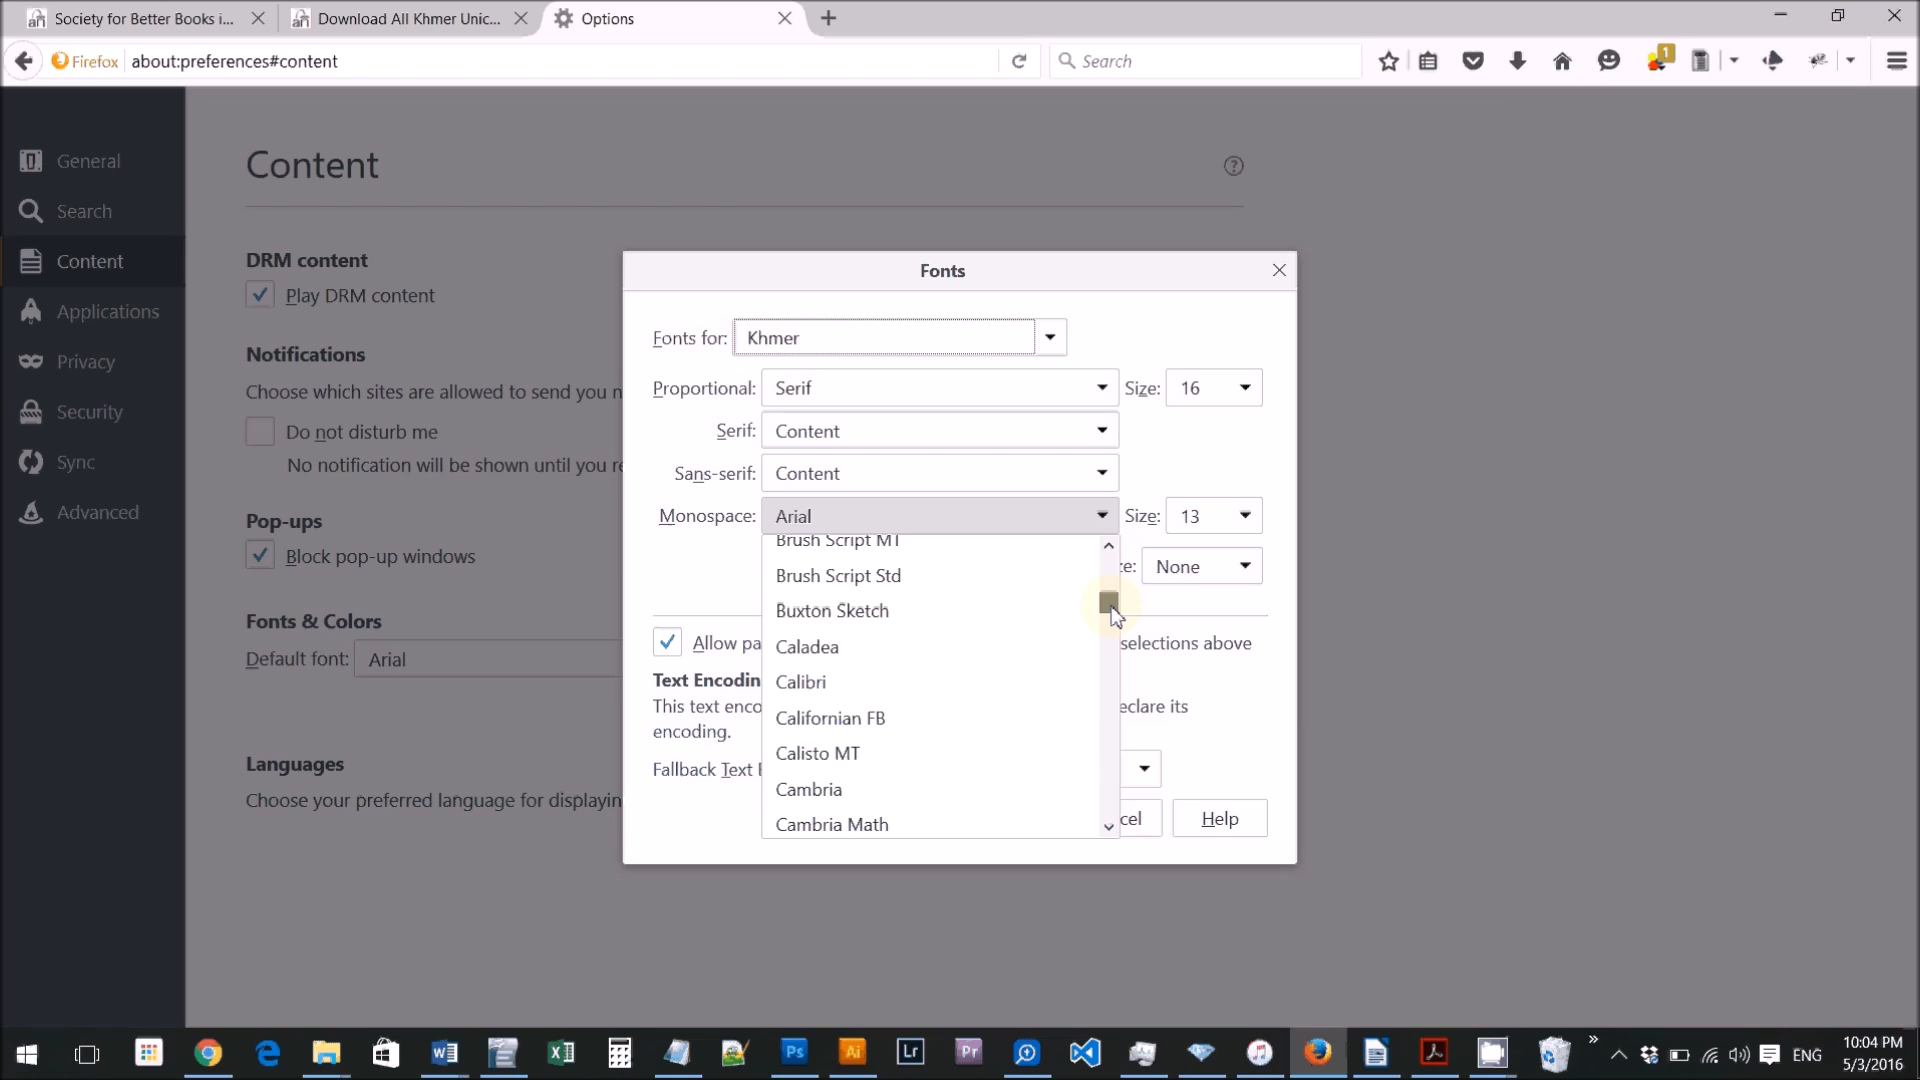 Society for Better Books i...
Download All Khmer Unic...
Options
Firefox
about:preferences#content
Search
1
General
Search
Content
Applications
Privacy
Security
Sync
Advanced
Content
DRM content
Play DRM content
Notifications
Choose which sites are allowed to send you n
Do not disturb me
No notification will be shown until you re
Pop-ups
Block pop-up windows
Fonts & Colors
Default font: Arial
Languages
Choose your preferred language for displayin
Fonts
Fonts for: Khmer
Proportional: Serif Size: 16
Serif: Content
Sans-serif: Content
Monospace: Arial Size: 13
Brush Script MT
Brush Script Std
Buxton Sketch
Caladea
Calibri
Californian FB
Calisto MT
Cambria
Cambria Math
ze: None
Allow pa selections above
Text Encodin
This text enco eclare its
encoding.
Fallback Text E
cel Help
ENG
10:04 PM
5/3/2016